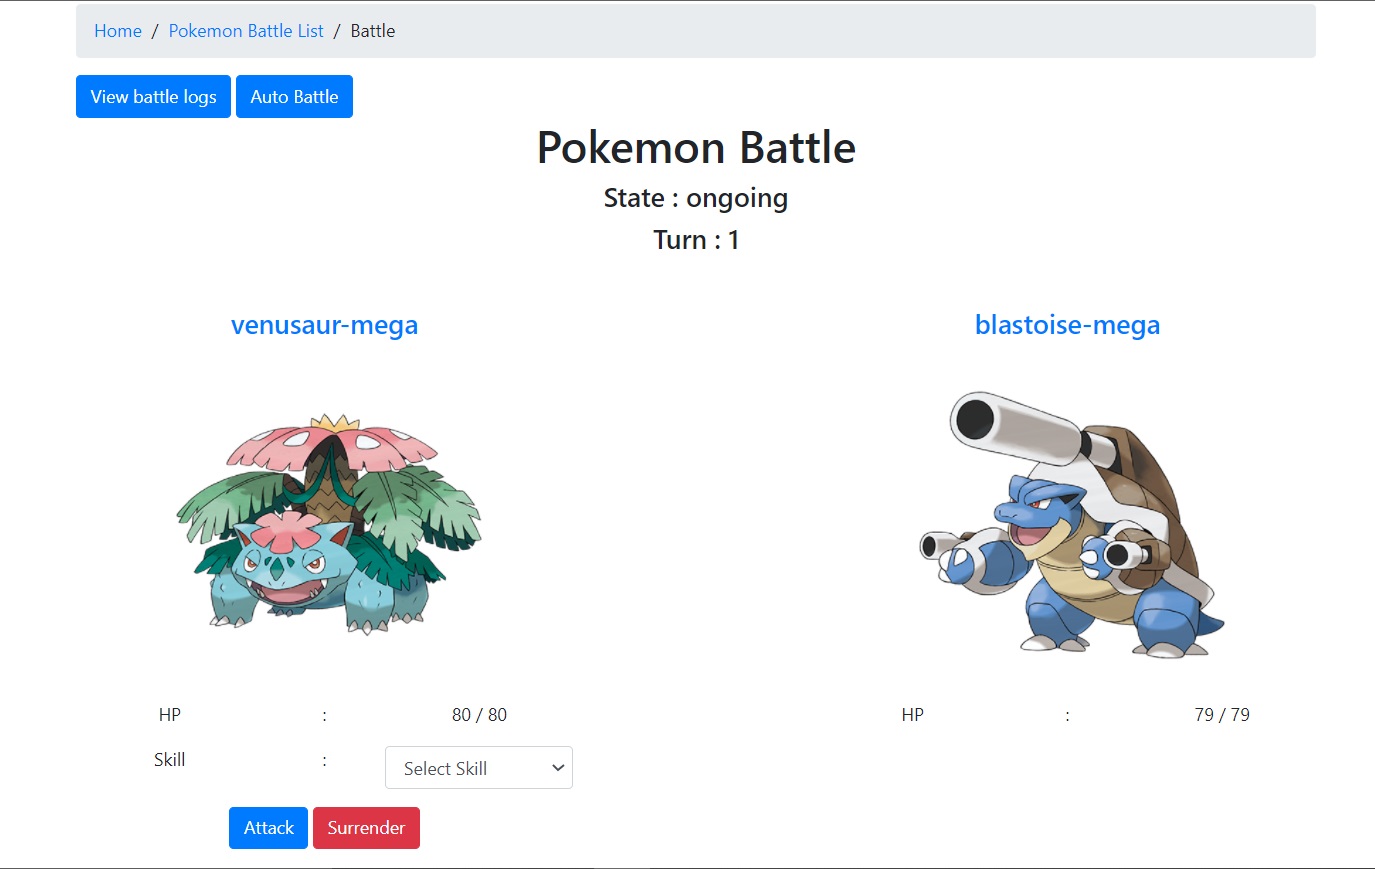 Home / Pokemon Battle List / Battle
View battle logs Auto Battle
Pokemon Battle
State : ongoing
Turn : 1
venusaur-mega
blastoise-mega
HP : 80 / 80
HP : 79 / 79
Skill : Select Skill
Attack Surrender